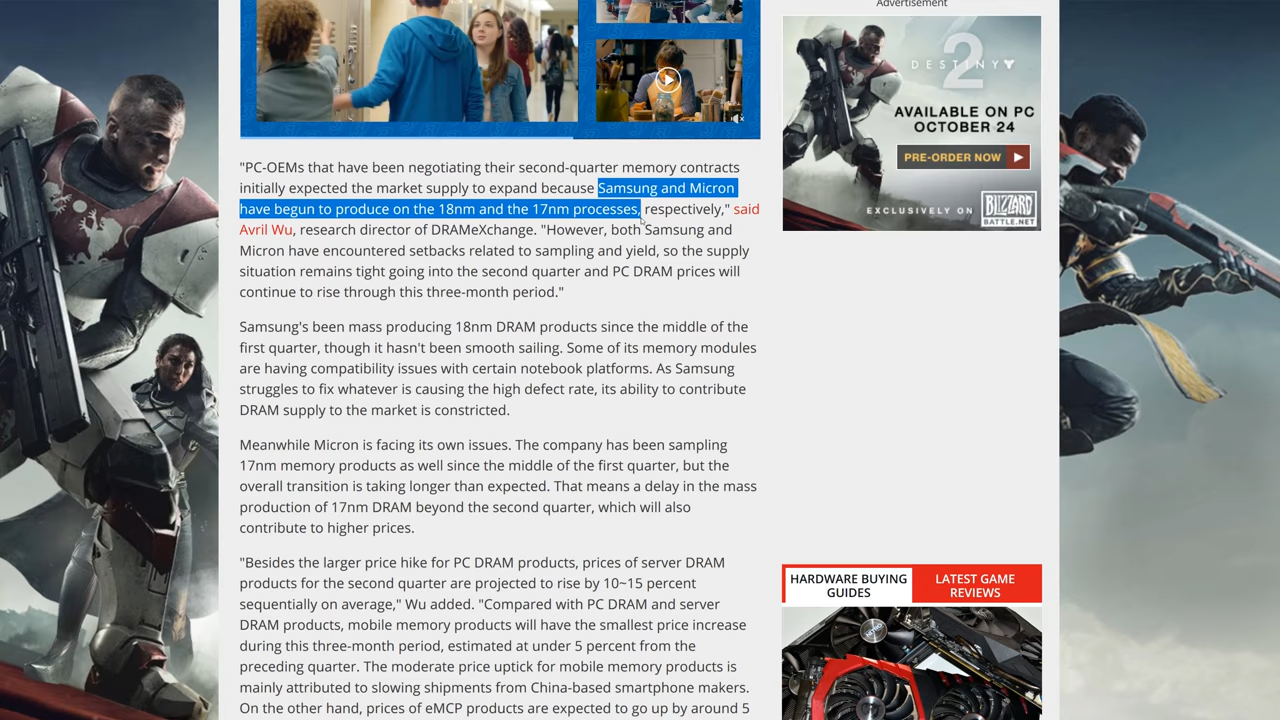 Advertisement
2
DESTINY
AVAILABLE ON PC
OCTOBER 24
PRE-ORDER NOW
EXCLUSIVELY ON
BLIZZARD
BATTLE.NET
"PC-OEMs that have been negotiating their second-quarter memory contracts
initially expected the market supply to expand because Samsung and Micron
have begun to produce on the 18nm and the 17nm processes, respectively," said
Avril Wu, research director of DRAMeXchange. "However, both Samsung and
Micron have encountered setbacks related to sampling and yield, so the supply
situation remains tight going into the second quarter and PC DRAM prices will
continue to rise through this three-month period."
Samsung's been mass producing 18nm DRAM products since the middle of the
first quarter, though it hasn't been smooth sailing. Some of its memory modules
are having compatibility issues with certain notebook platforms. As Samsung
struggles to fix whatever is causing the high defect rate, its ability to contribute
DRAM supply to the market is constricted.
Meanwhile Micron is facing its own issues. The company has been sampling
17nm memory products as well since the middle of the first quarter, but the
overall transition is taking longer than expected. That means a delay in the mass
production of 17nm DRAM beyond the second quarter, which will also
contribute to higher prices.
"Besides the larger price hike for PC DRAM products, prices of server DRAM
products for the second quarter are projected to rise by 10~15 percent
sequentially on average," Wu added. "Compared with PC DRAM and server
DRAM products, mobile memory products will have the smallest price increase
during this three-month period, estimated at under 5 percent from the
preceding quarter. The moderate price uptick for mobile memory products is
mainly attributed to slowing shipments from China-based smartphone makers.
On the other hand, prices of eMCP products are expected to go up by around 5
HARDWARE BUYING
GUIDES
LATEST GAME
REVIEWS